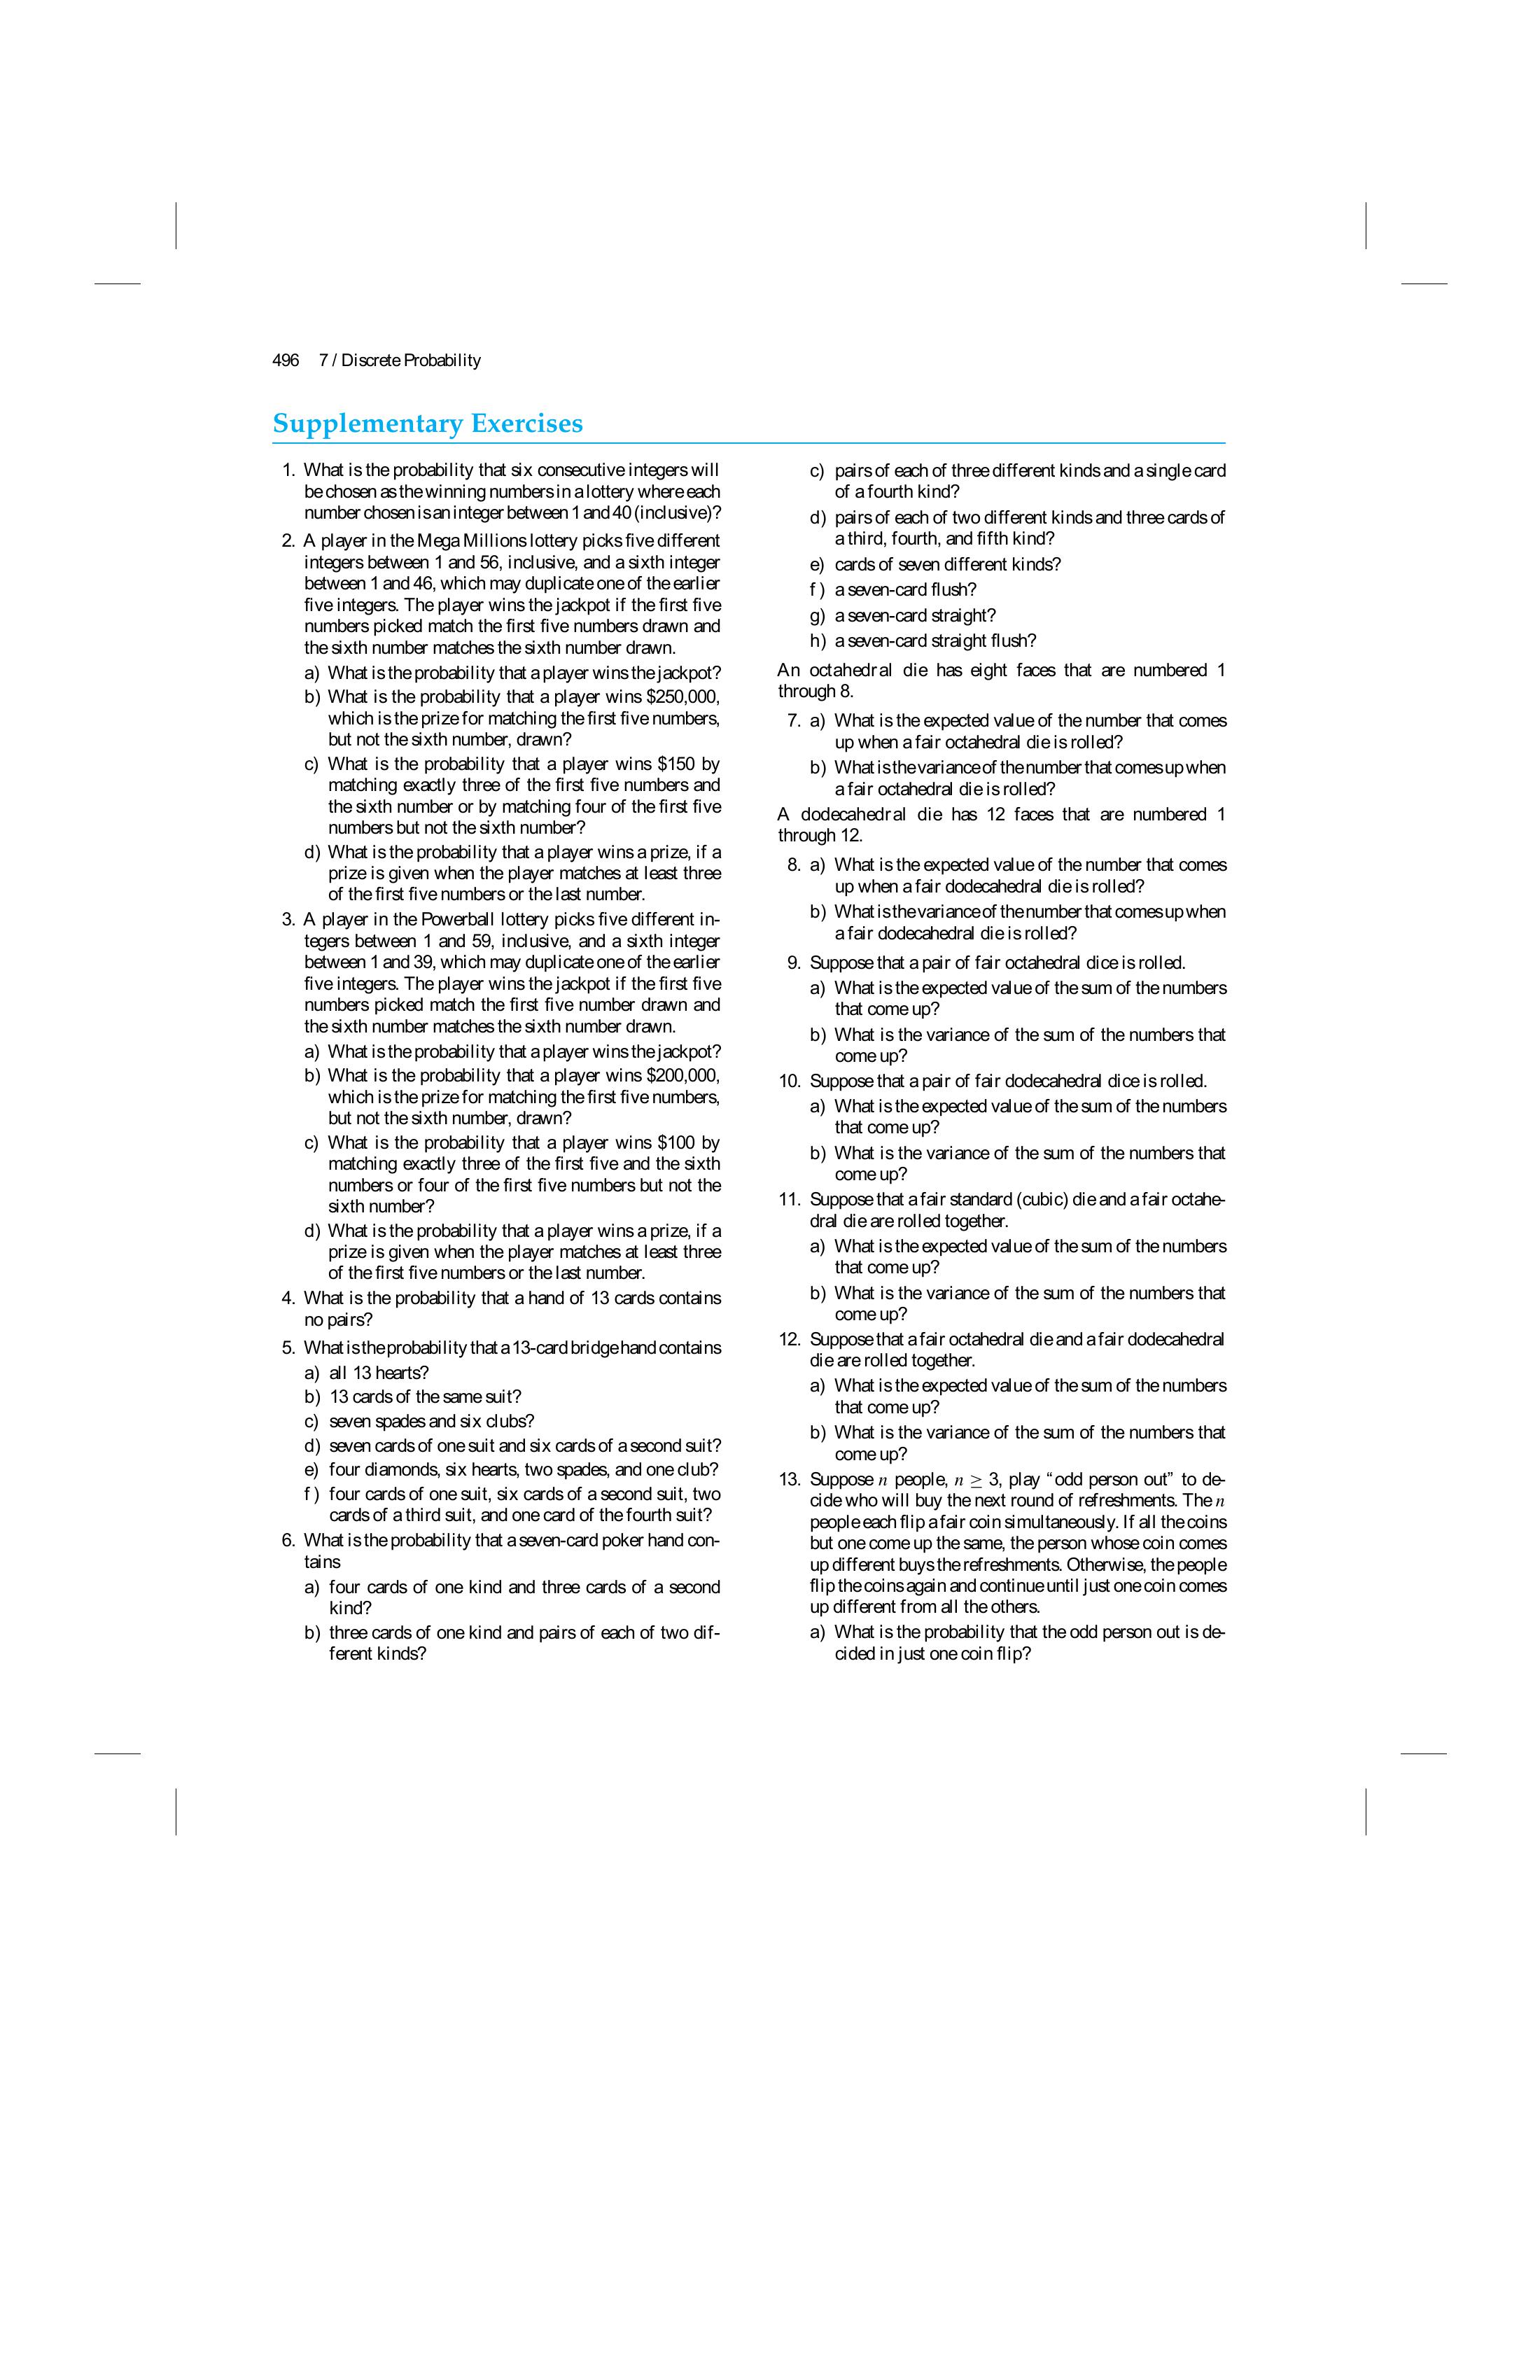 496 7 / Discrete Probability
Supplementary Exercises
1. What is the probability that six consecutive integers will
be chosen as the winning numbers in a lottery where each
number chosen is an integer between 1 and 40 (inclusive)?
2. A player in the Mega Millions lottery picks five different
integers between 1 and 56, inclusive, and a sixth integer
between 1 and 46, which may duplicate one of the earlier
five integers. The player wins the jackpot if the first five
numbers picked match the first five numbers drawn and
the sixth number matches the sixth number drawn.
a) What is the probability that a player wins the jackpot?
b) What is the probability that a player wins $250,000,
which is the prize for matching the first five numbers,
but not the sixth number, drawn?
c) What is the probability that a player wins $150 by
matching exactly three of the first five numbers and
the sixth number or by matching four of the first five
numbers but not the sixth number?
d) What is the probability that a player wins a prize, if a
prize is given when the player matches at least three
of the first five numbers or the last number.
3. A player in the Powerball lottery picks five different in-
tegers between 1 and 59, inclusive, and a sixth integer
between 1 and 39, which may duplicate one of the earlier
five integers. The player wins the jackpot if the first five
numbers picked match the first five number drawn and
the sixth number matches the sixth number drawn.
a) What is the probability that a player wins the jackpot?
b) What is the probability that a player wins $200,000,
which is the prize for matching the first five numbers,
but not the sixth number, drawn?
c) What is the probability that a player wins $100 by
matching exactly three of the first five and the sixth
numbers or four of the first five numbers but not the
sixth number?
d) What is the probability that a player wins a prize, if a
prize is given when the player matches at least three
of the first five numbers or the last number.
4. What is the probability that a hand of 13 cards contains
no pairs?
5. What is the probability that a 13-card bridge hand contains
a) all 13 hearts?
b) 13 cards of the same suit?
c) seven spades and six clubs?
d) seven cards of one suit and six cards of a second suit?
e) four diamonds, six hearts, two spades, and one club?
f ) four cards of one suit, six cards of a second suit, two
cards of a third suit, and one card of the fourth suit?
6. What is the probability that a seven-card poker hand con-
tains
a) four cards of one kind and three cards of a second
kind?
b) three cards of one kind and pairs of each of two dif-
ferent kinds?
c) pairs of each of three different kinds and a single card
of a fourth kind?
d) pairs of each of two different kinds and three cards of
a third, fourth, and fifth kind?
e) cards of seven different kinds?
f ) a seven-card flush?
g) a seven-card straight?
h) a seven-card straight flush?
An octahedral die has eight faces that are numbered 1
through 8.
7. a) What is the expected value of the number that comes
up when a fair octahedral die is rolled?
b) What is the variance of the number that comes up when
a fair octahedral die is rolled?
A dodecahedral die has 12 faces that are numbered 1
through 12.
8. a) What is the expected value of the number that comes
up when a fair dodecahedral die is rolled?
b) What is the variance of the number that comes up when
a fair dodecahedral die is rolled?
9. Suppose that a pair of fair octahedral dice is rolled.
a) What is the expected value of the sum of the numbers
that come up?
b) What is the variance of the sum of the numbers that
come up?
10. Suppose that a pair of fair dodecahedral dice is rolled.
a) What is the expected value of the sum of the numbers
that come up?
b) What is the variance of the sum of the numbers that
come up?
11. Suppose that a fair standard (cubic) die and a fair octahe-
dral die are rolled together.
a) What is the expected value of the sum of the numbers
that come up?
b) What is the variance of the sum of the numbers that
come up?
12. Suppose that a fair octahedral die and a fair dodecahedral
die are rolled together.
a) What is the expected value of the sum of the numbers
that come up?
b) What is the variance of the sum of the numbers that
come up?
13. Suppose n people, n ≥ 3, play “odd person out” to de-
cide who will buy the next round of refreshments. The n
people each flip a fair coin simultaneously. If all the coins
but one come up the same, the person whose coin comes
up different buys the refreshments. Otherwise, the people
flip the coins again and continue until just one coin comes
up different from all the others.
a) What is the probability that the odd person out is de-
cided in just one coin flip?